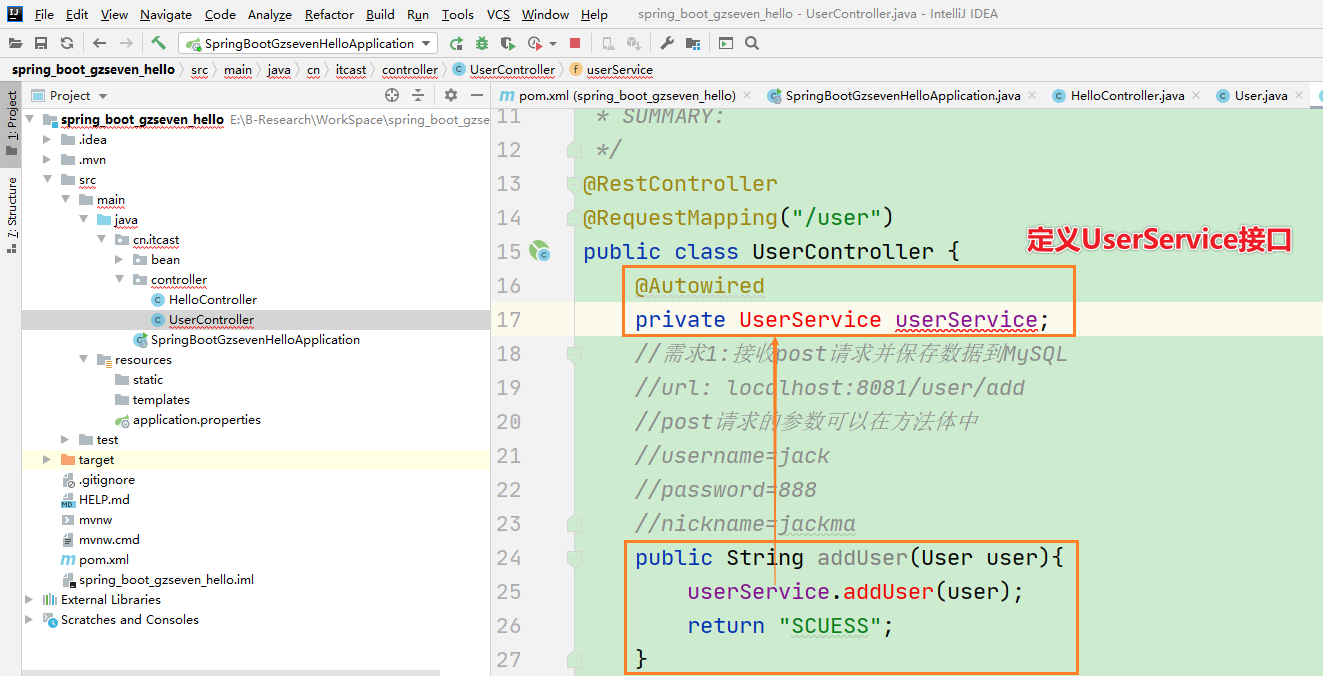 File Edit View Navigate Code Analyze Refactor Build Run Tools VCS Window Help spring_boot_gzseven_hello - UserController.java - IntelliJ IDEA
SpringBootGzsevenHelloApplication
spring_boot_gzseven_hello src main java cn itcast controller UserController userService
Project
pom.xml (spring_boot_gzseven_hello) SpringBootGzsevenHelloApplication.java HelloController.java User.java
1: Project
7: Structure
spring_boot_gzseven_hello E:\B-Research\WorkSpace\spring_boot_gzse
.idea
.mvn
src
main
java
cn.itcast
bean
controller
HelloController
UserController
SpringBootGzsevenHelloApplication
resources
static
templates
application.properties
test
target
.gitignore
HELP.md
mvnw
mvnw.cmd
pom.xml
spring_boot_gzseven_hello.iml
External Libraries
Scratches and Consoles
11 * SUMMARY:
12 */
13 @RestController
14 @RequestMapping("/user")
15 public class UserController {
定义UserService接口
16 @Autowired
17 private UserService userService;
18 //需求1:接收post请求并保存数据到MySQL
19 //url: localhost:8081/user/add
20 //post请求的参数可以在方法体中
21 //username=jack
22 //password=888
23 //nickname=jackma
24 public String addUser(User user){
25 userService.addUser(user);
26 return "SCUESS";
27 }